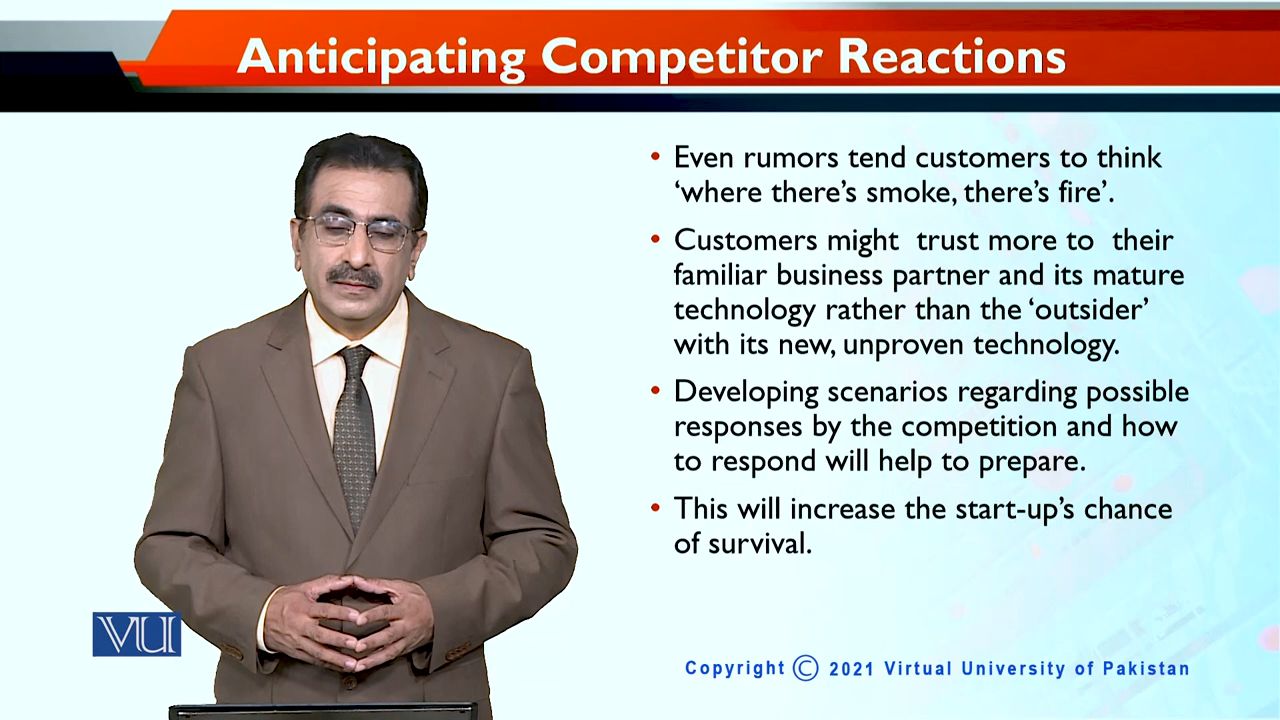 Anticipating Competitor Reactions
• Even rumors tend customers to think
‘where there’s smoke, there’s fire’.
• Customers might trust more to their
familiar business partner and its mature
technology rather than the ‘outsider’
with its new, unproven technology.
• Developing scenarios regarding possible
responses by the competition and how
to respond will help to prepare.
• This will increase the start-up’s chance
of survival.
VU
Copyright © 2021 Virtual University of Pakistan